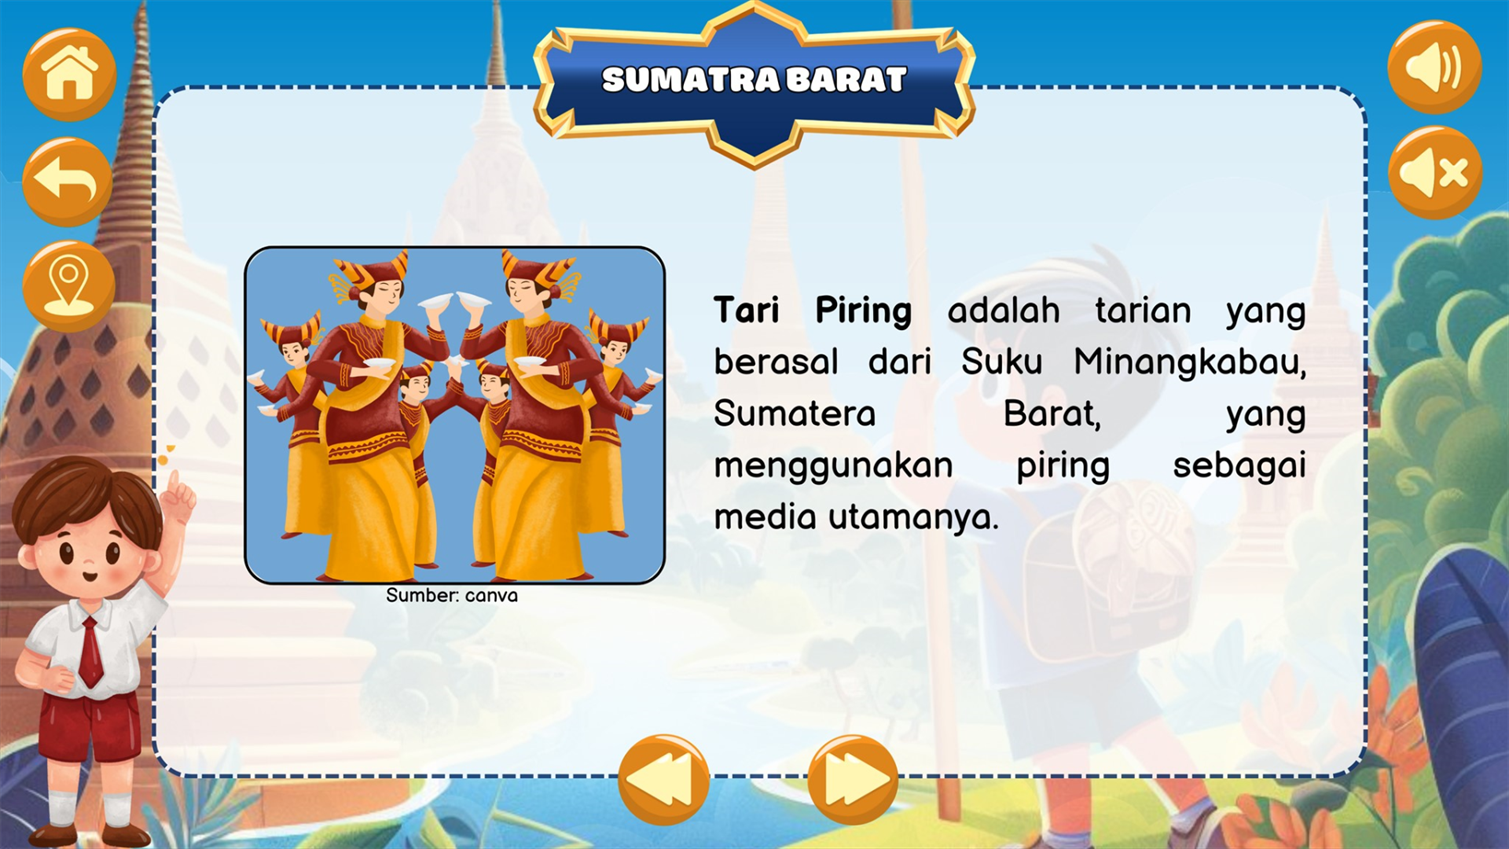 SUMATRA BARAT
Tari Piring adalah tarian yang
berasal dari Suku Minangkabau,
Sumatera Barat, yang
menggunakan piring sebagai
media utamanya.
Sumber: canva